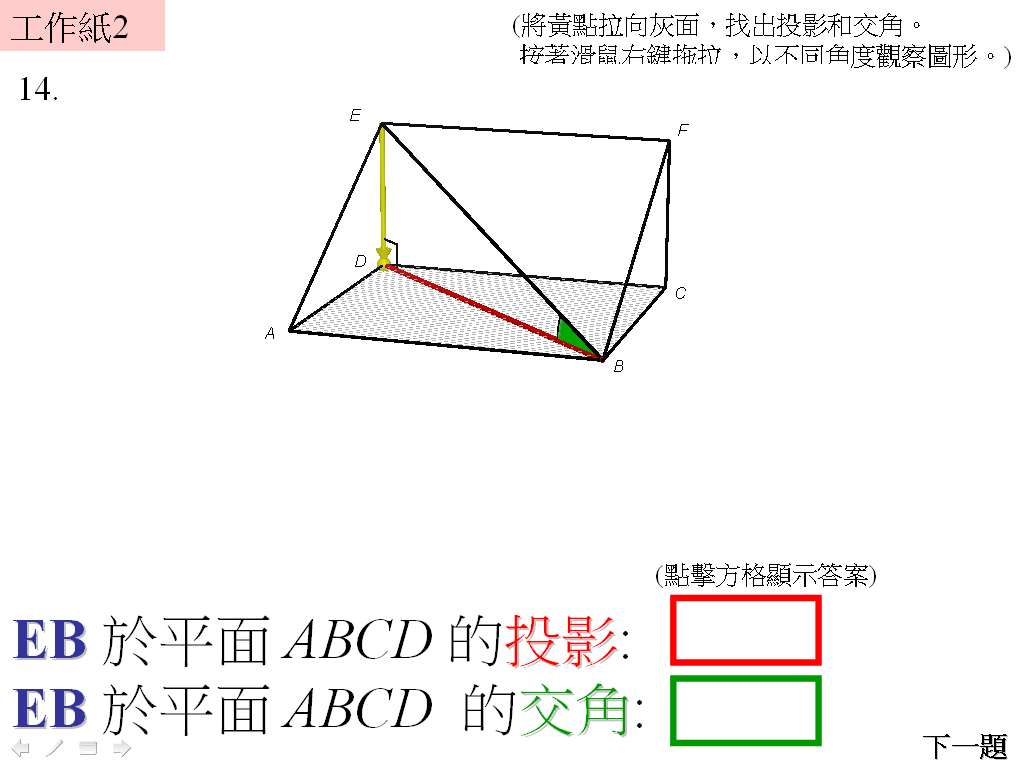 工作紙2
(將黃點拉向灰面，找出投影和交角。
按著滑鼠右鍵拖拉，以不同角度觀察圖形。)
14.
E
F
D
C
A
B
(點擊方格顯示答案)
EB 於平面 ABCD 的投影:
EB 於平面 ABCD 的交角:
下一題